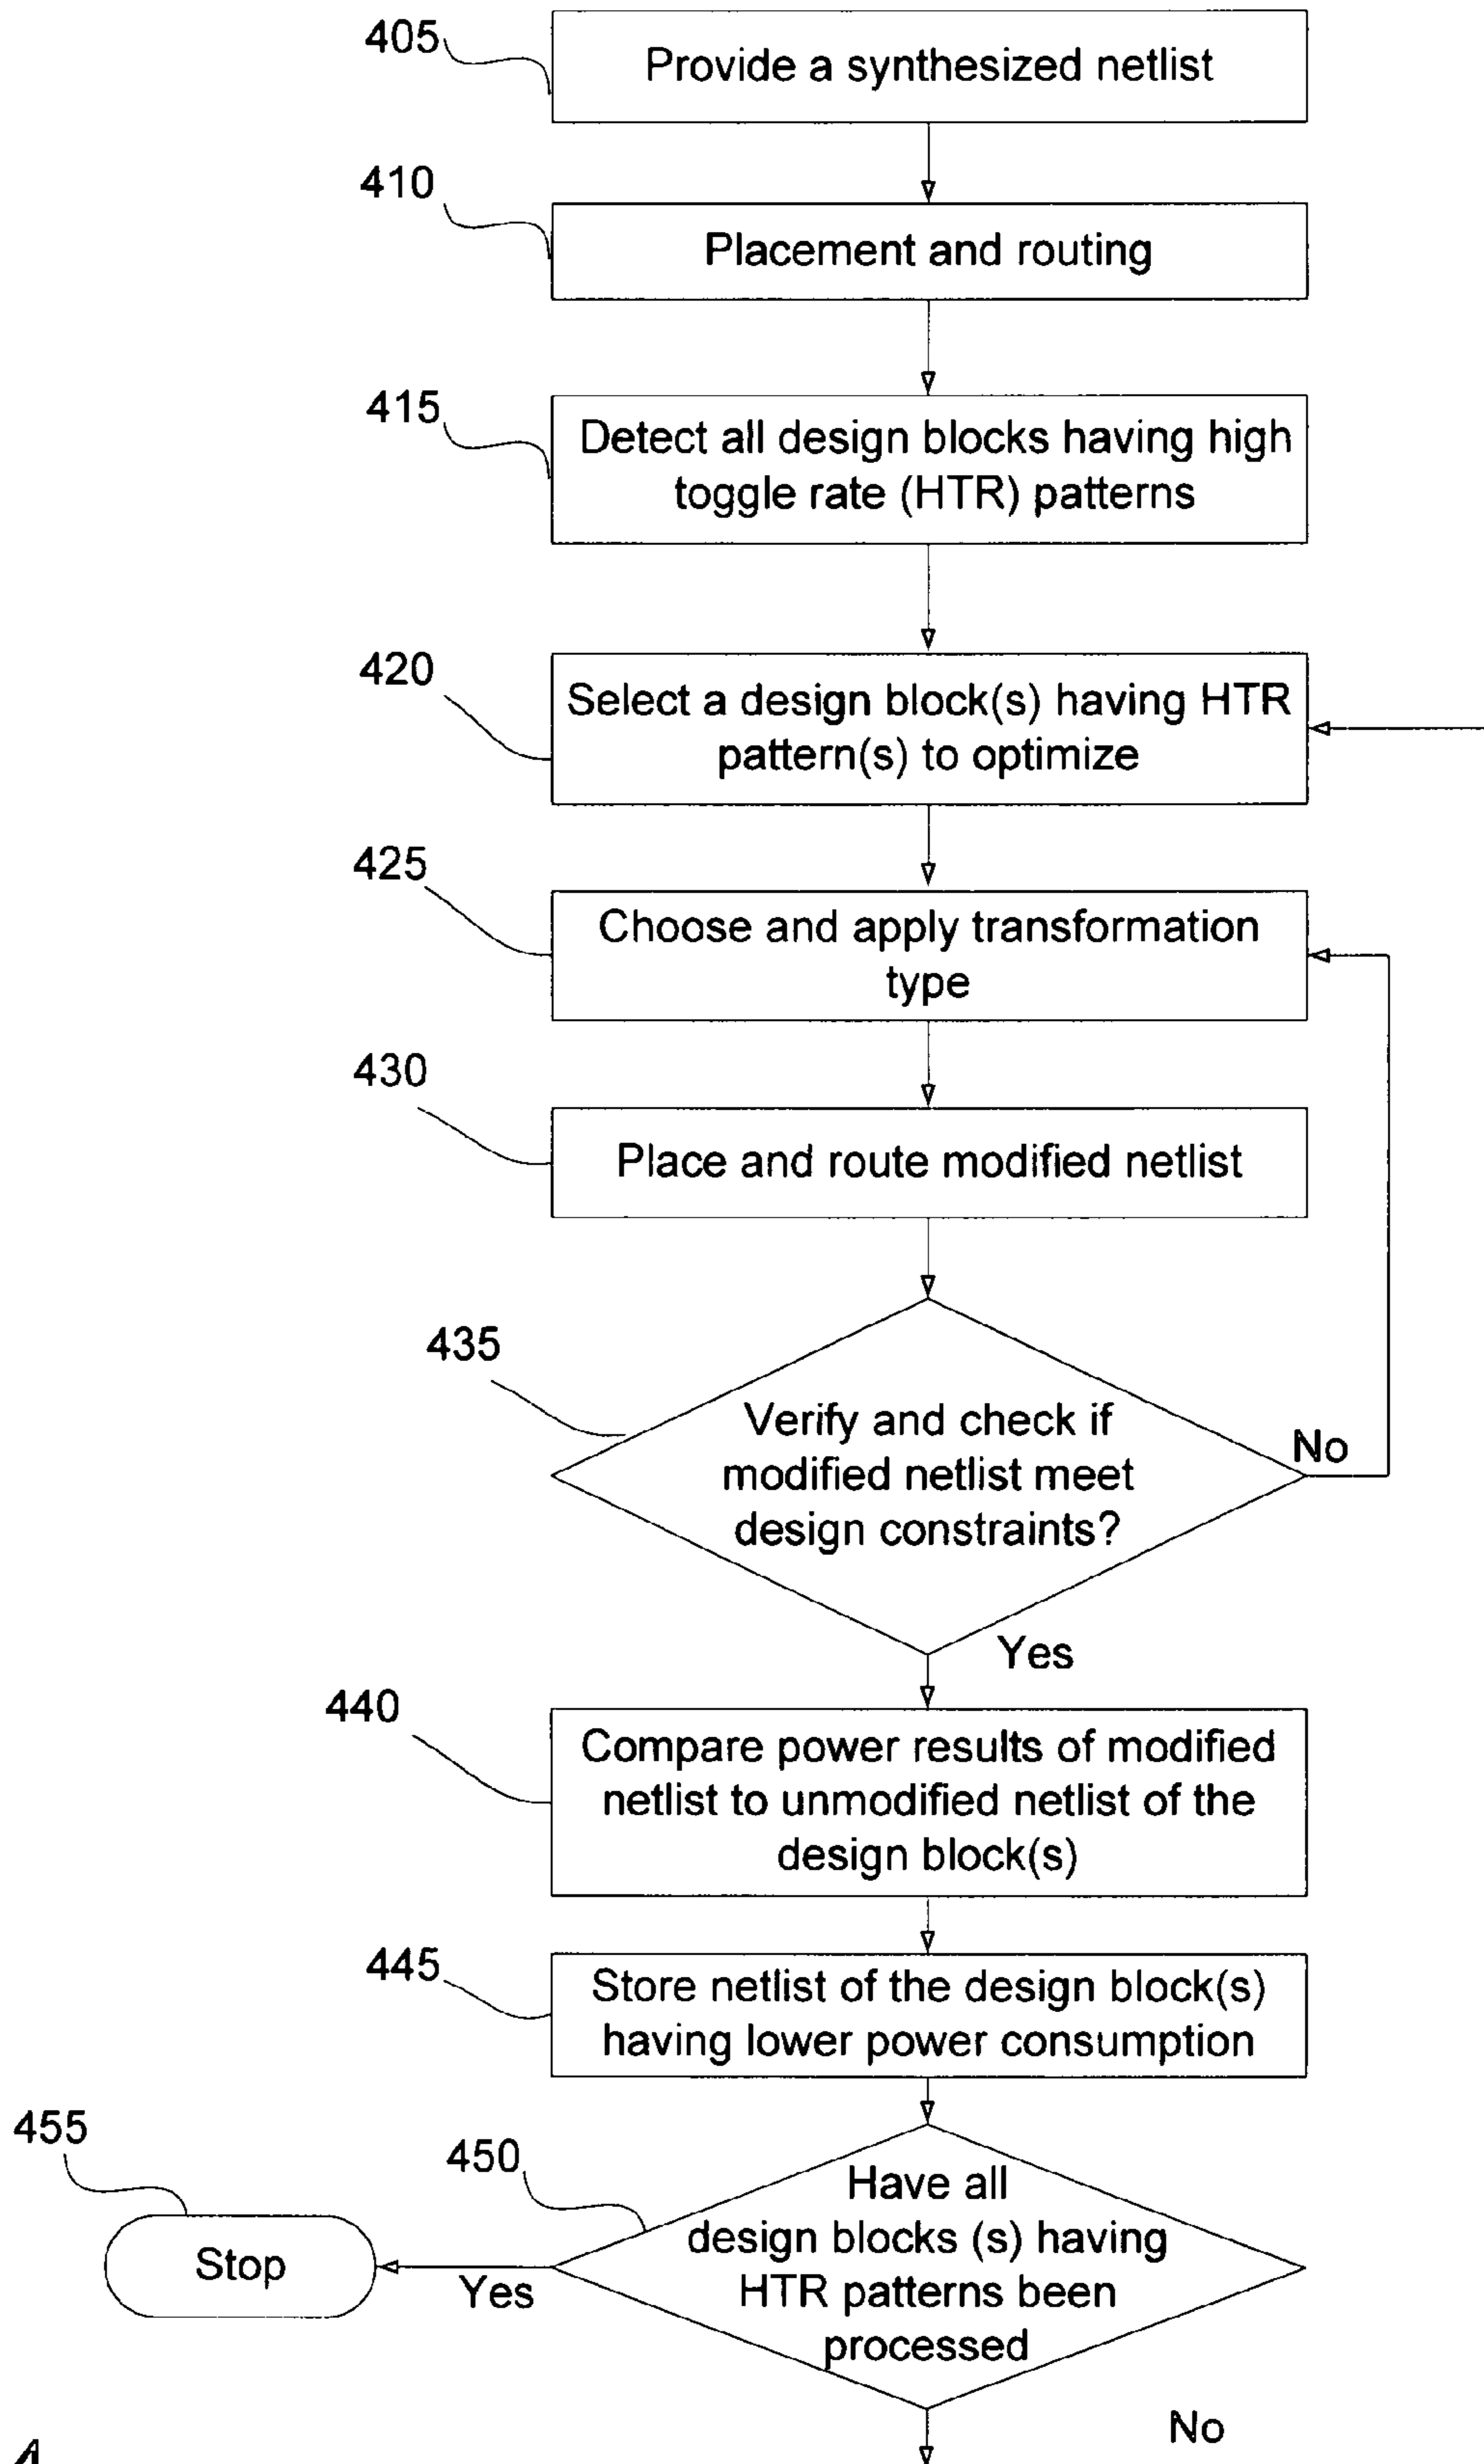 405
Provide a synthesized netlist
410
Placement and routing
415
Detect all design blocks having high
toggle rate (HTR) patterns
420
Select a design block(s) having HTR
pattern(s) to optimize
425
Choose and apply transformation
type
430
Place and route modified netlist
435
Verify and check if
modified netlist meet
design constraints?
No
Yes
440
Compare power results of modified
netlist to unmodified netlist of the
design block(s)
445
Store netlist of the design block(s)
having lower power consumption
455
450
Have all
design blocks (s) having
HTR patterns been
processed
Stop
Yes
No
4